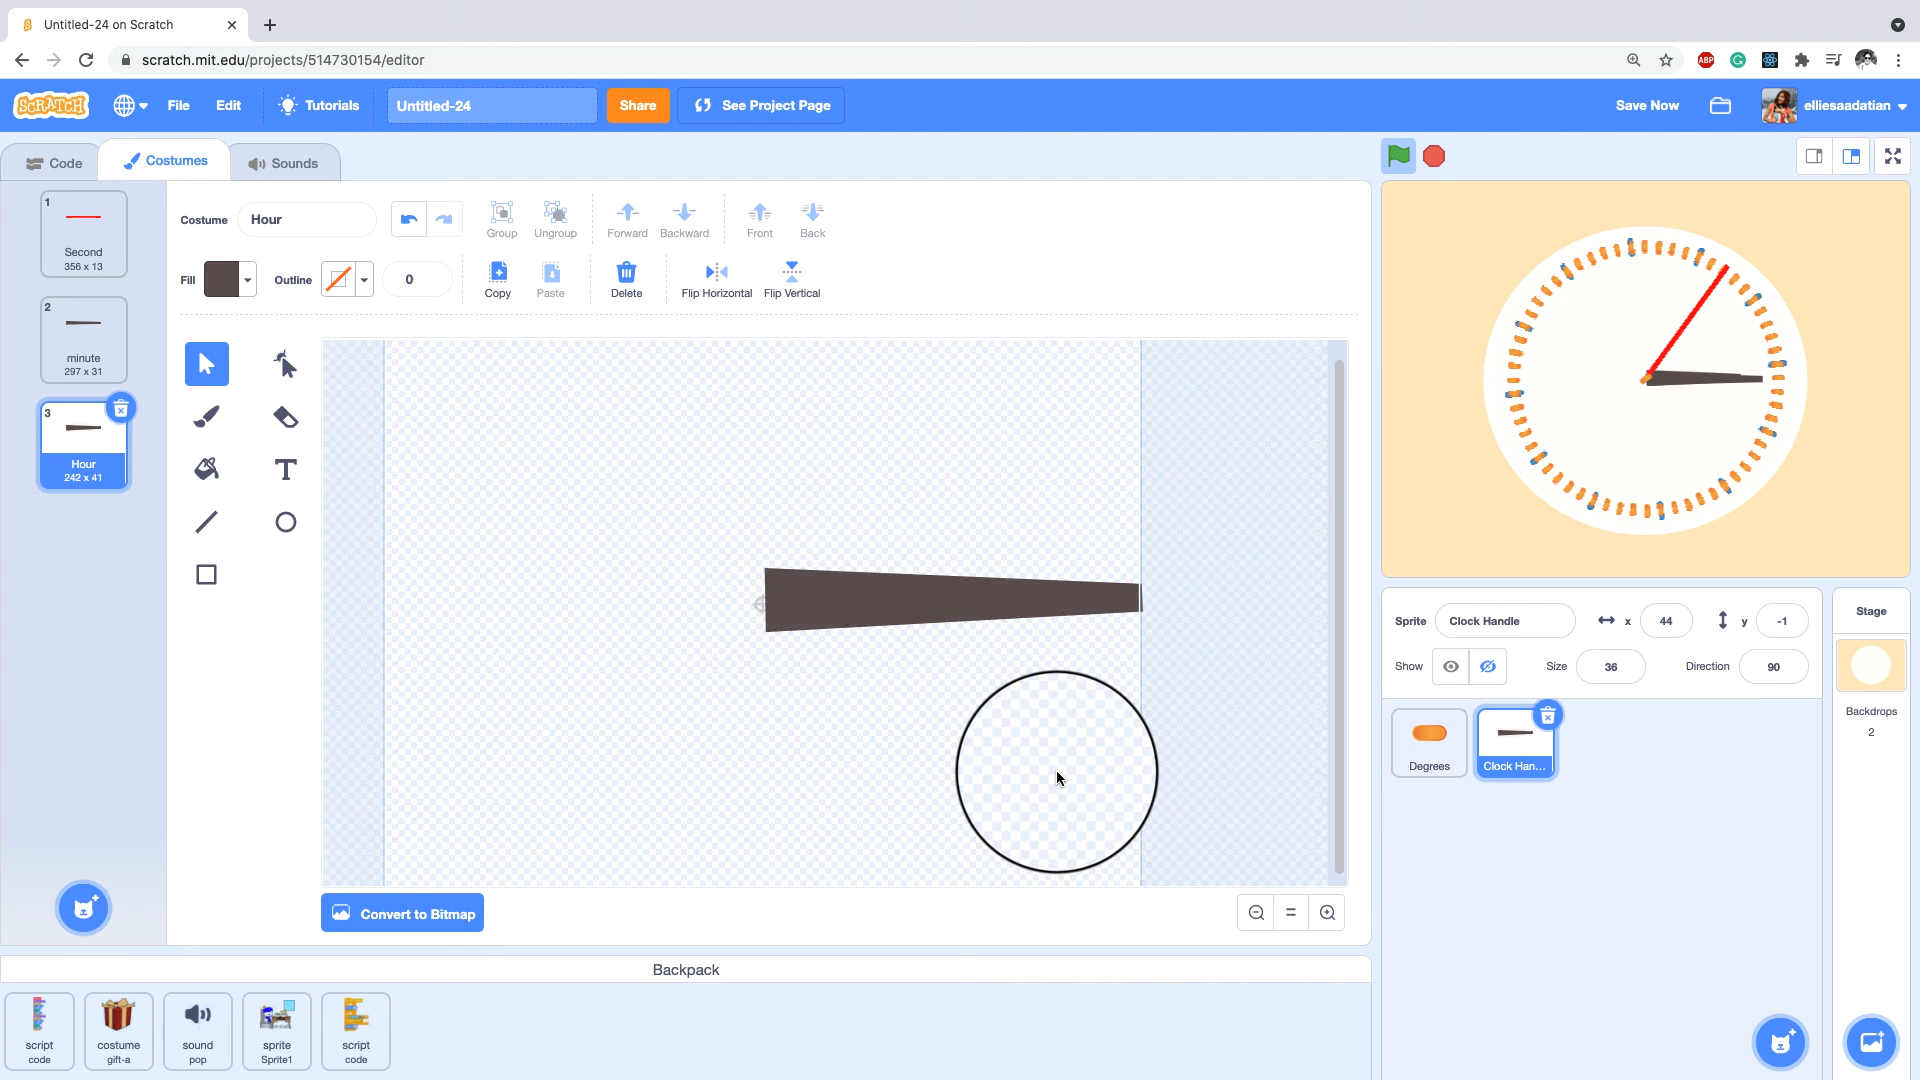 Untitled-24 on Scratch
scratch.mit.edu/projects/514730154/editor
ABP
SCRATCH
File
Edit
Tutorials
Untitled-24
Share
See Project Page
Save Now
elliesaadatian
Code
Costumes
Sounds
1
Second
356 x 13
2
minute
297 x 31
3
Hour
242 x 41
Costume
Hour
Group
Ungroup
Forward
Backward
Front
Back
Fill
Outline
0
Copy
Paste
Delete
Flip Horizontal
Flip Vertical
T
Convert to Bitmap
Sprite
Clock Handle
x
44
y
-1
Show
Size
36
Direction
90
Degrees
Clock Han...
Stage
Backdrops
2
Backpack
script
code
costume
gift-a
sound
pop
sprite
Sprite1
script
code